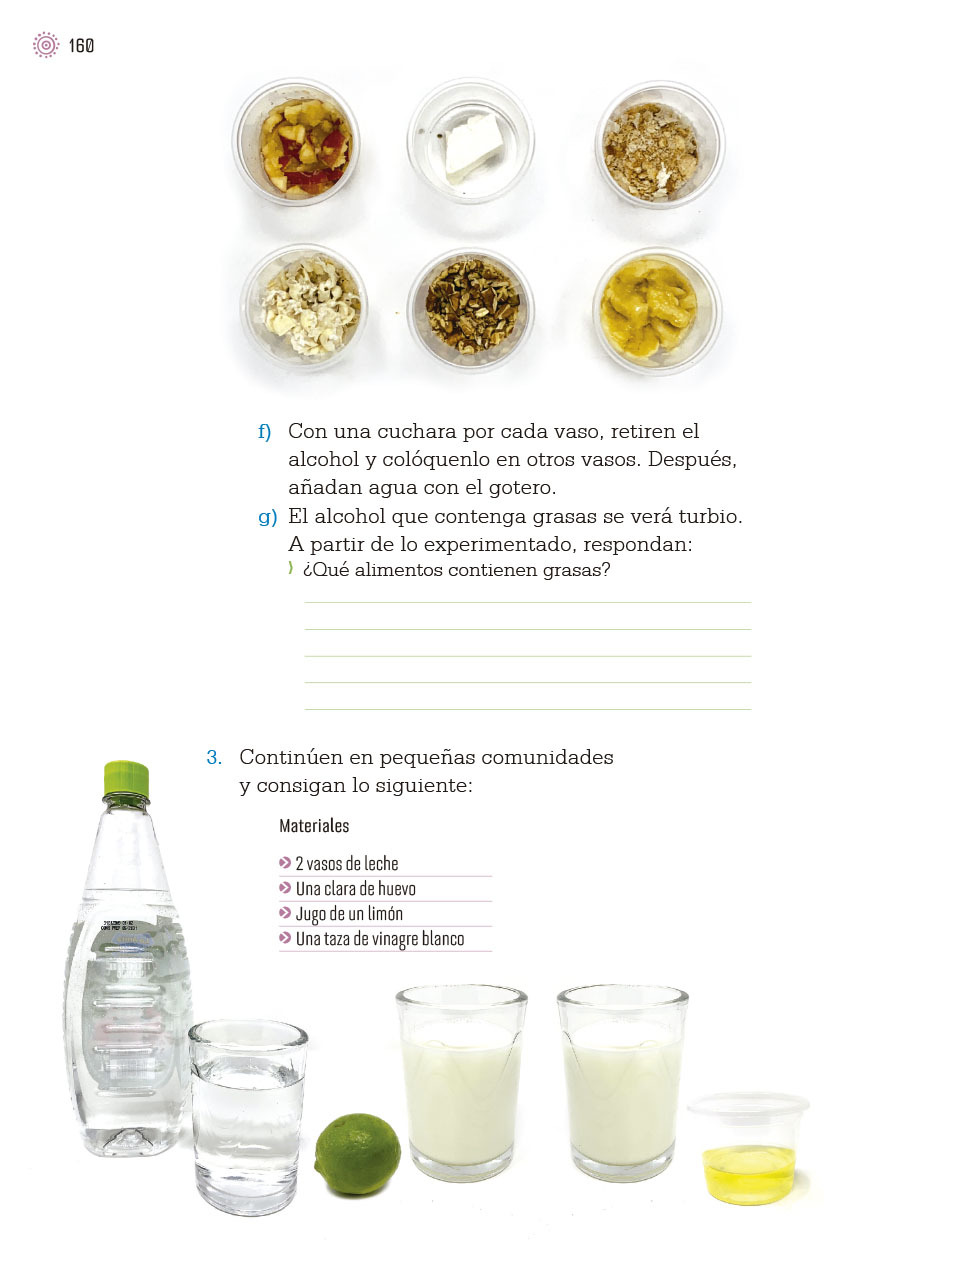 160
f) Con una cuchara por cada vaso, retiren el
alcohol y colóquenlo en otros vasos. Después,
añadan agua con el gotero.
g) El alcohol que contenga grasas se verá turbio.
A partir de lo experimentado, respondan:
¿Qué alimentos contienen grasas?
3. Continúen en pequeñas comunidades
y consigan lo siguiente:
Materiales
2 vasos de leche
Una clara de huevo
Jugo de un limón
Una taza de vinagre blanco